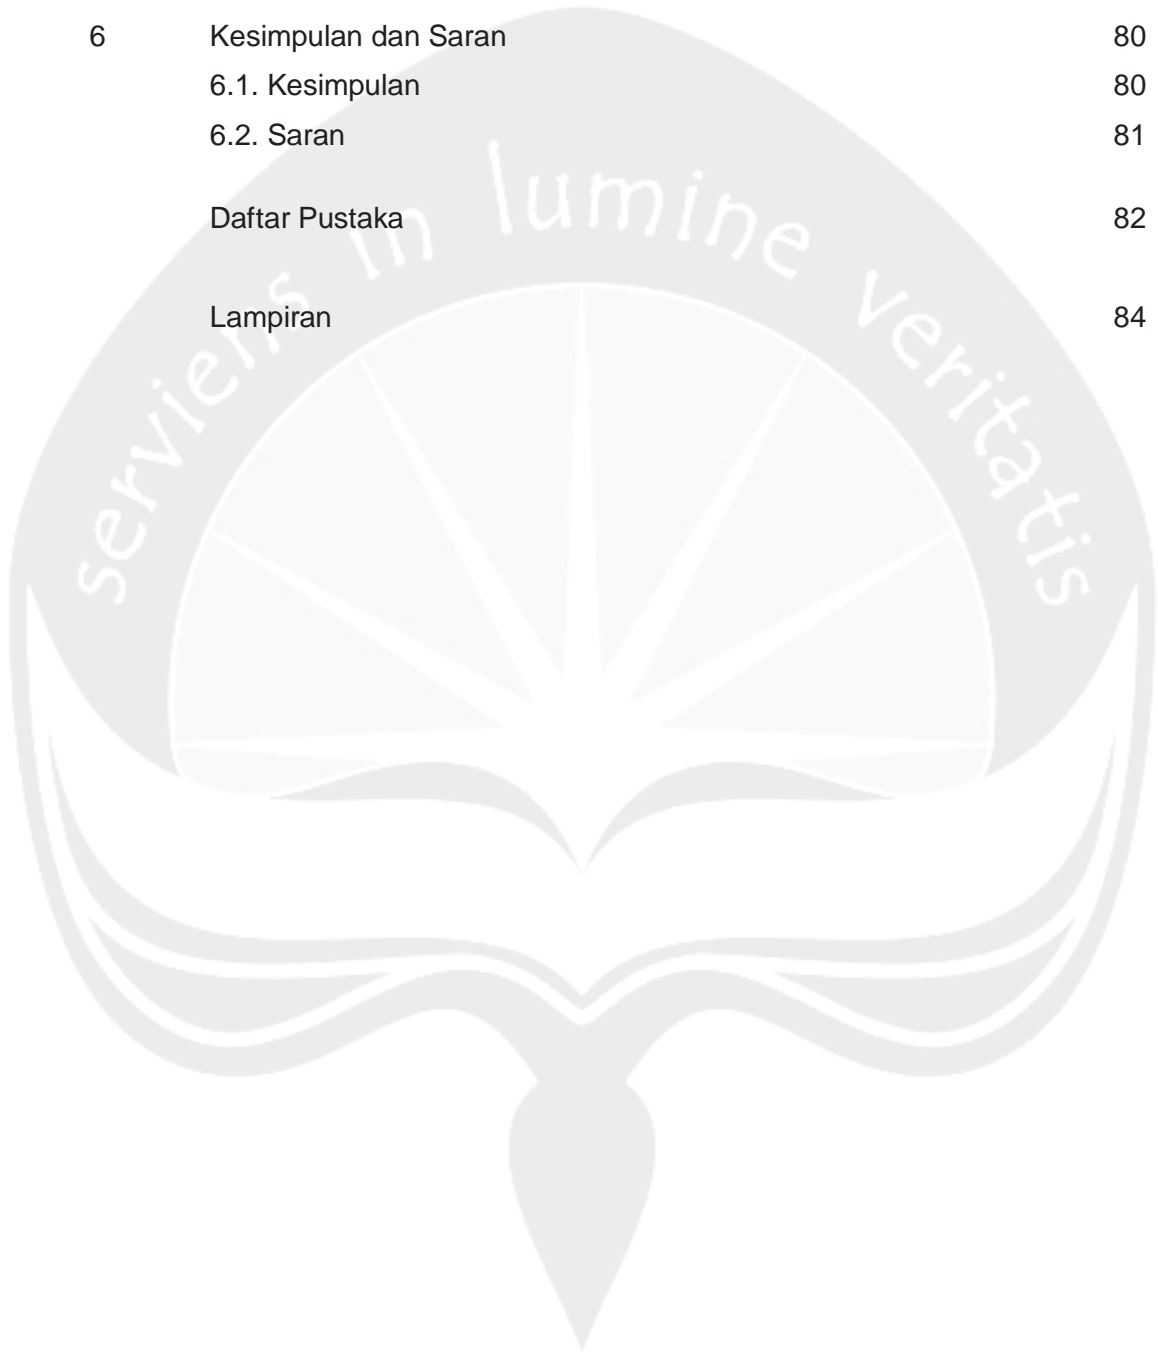 6 Kesimpulan dan Saran 80
6.1. Kesimpulan 80
6.2. Saran 81
Daftar Pustaka 82
Lampiran 84
serviens in lumine veritatis